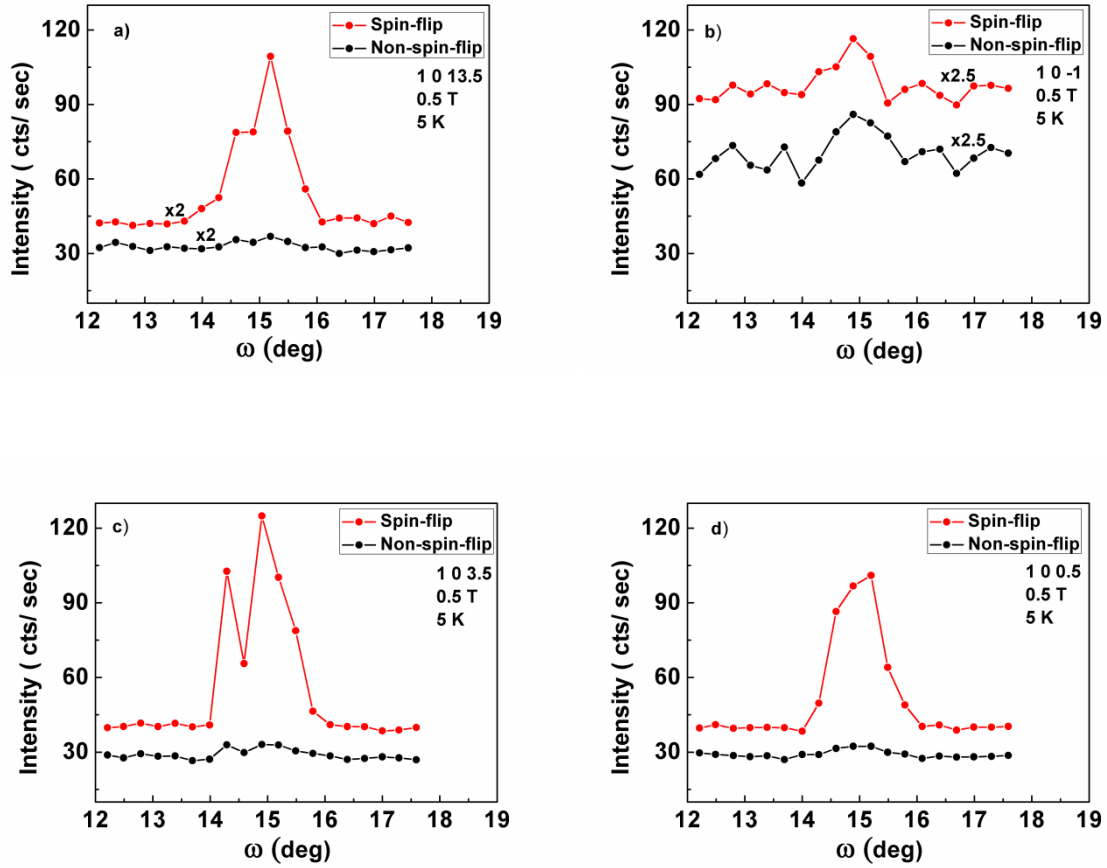 a)
Spin-flip
Non-spin-flip
1 0 13.5
0.5 T
5 K
x2
x2
120
90
60
30
Intensity ( cts/ sec)
12 13 14 15 16 17 18 19
ω (deg)
b)
Spin-flip
Non-spin-flip
1 0 -1
0.5 T
5 K
x2.5
x2.5
120
90
60
30
Intensity ( cts/ sec)
12 13 14 15 16 17 18 19
ω (deg)
c)
Spin-flip
Non-spin-flip
1 0 3.5
0.5 T
5 K
120
90
60
30
Intensity ( cts/ sec)
12 13 14 15 16 17 18 19
ω (deg)
d)
Spin-flip
Non-spin-flip
1 0 0.5
0.5 T
5 K
120
90
60
30
Intensity ( cts/ sec)
12 13 14 15 16 17 18 19
ω (deg)